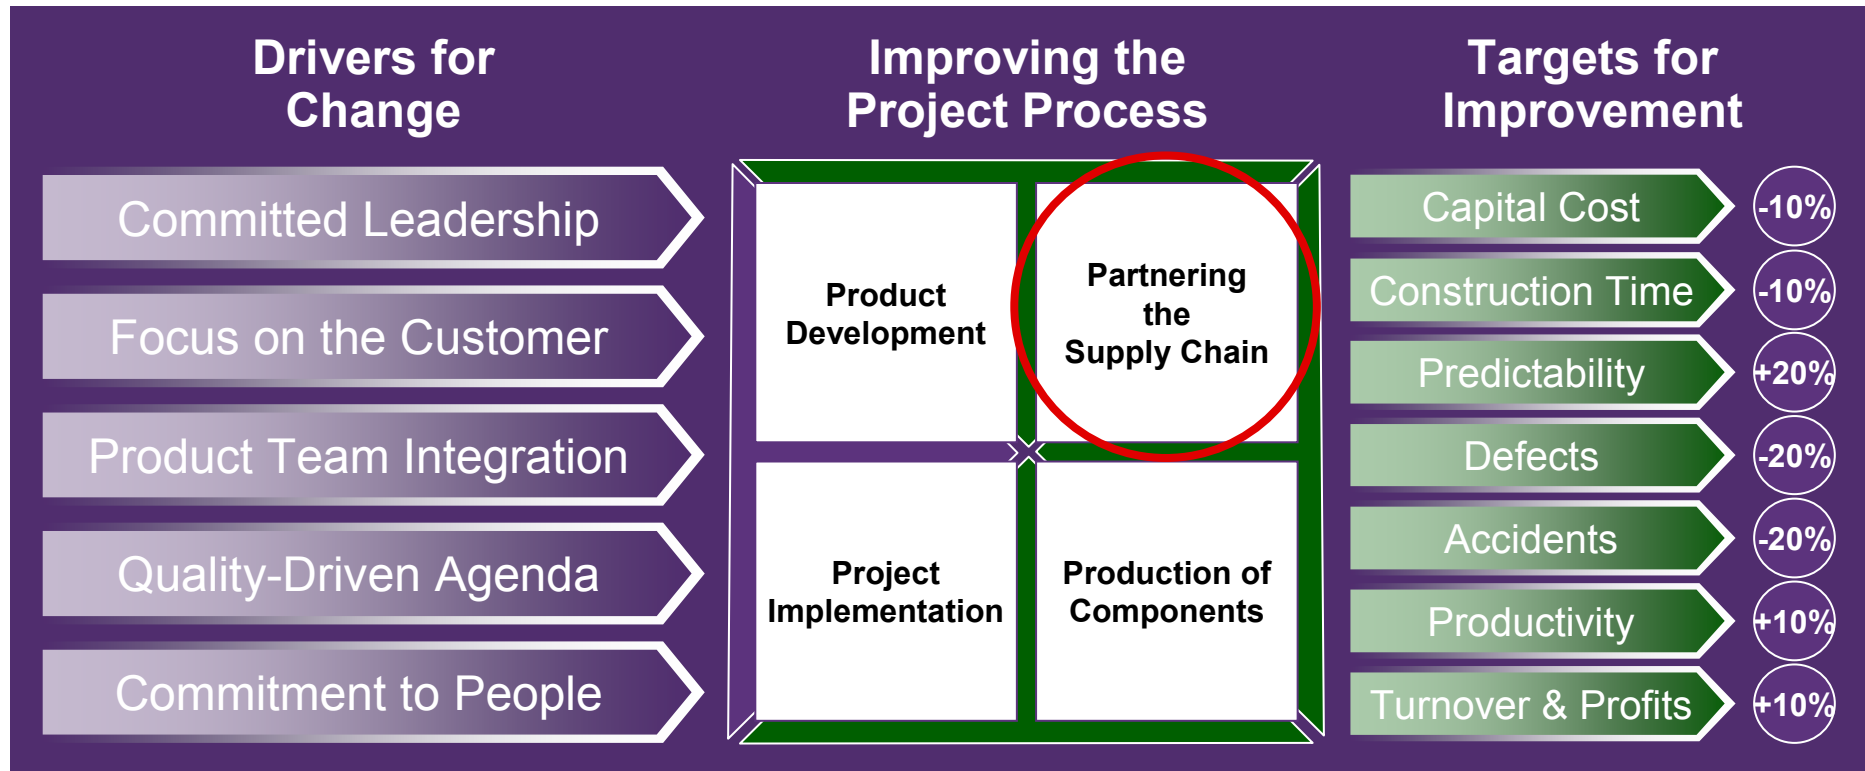 Drivers for
Change
Committed Leadership
Focus on the Customer
Product Team Integration
Quality-Driven Agenda
Commitment to People
Improving the
Project Process
Product
Development
Partnering
the
Supply Chain
Project
Implementation
Production of
Components
Targets for
Improvement
Capital Cost -10%
Construction Time -10%
Predictability +20%
Defects -20%
Accidents -20%
Productivity +10%
Turnover & Profits +10%